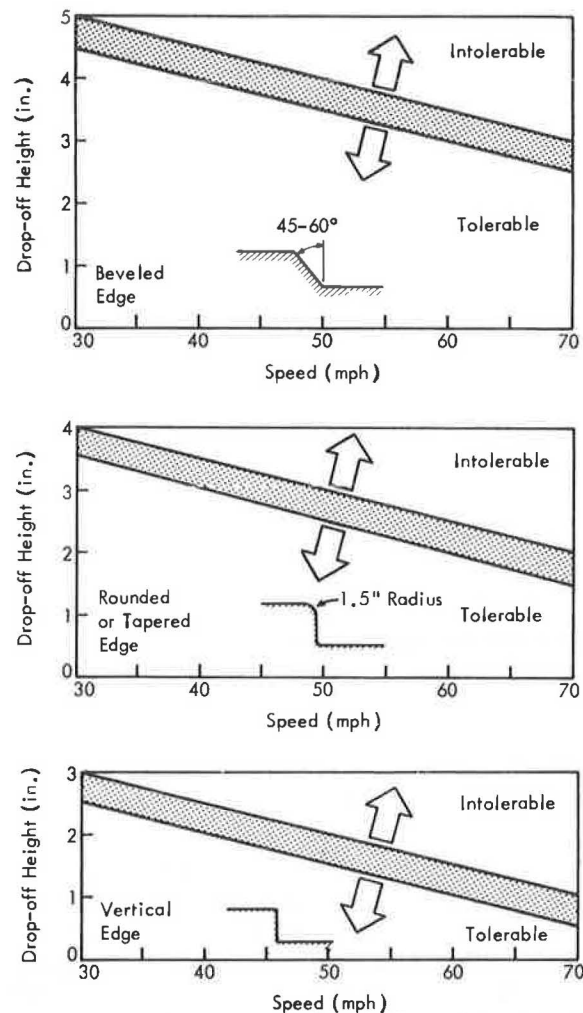 5
4
3
2
1
0
Drop-off Height (in.)
Intolerable
Tolerable
45-60°
Beveled
Edge
30 40 50 60 70
Speed (mph)
4
3
2
1
0
Drop-off Height (in.)
Intolerable
Tolerable
1.5" Radius
Rounded
or Tapered
Edge
30 40 50 60 70
Speed (mph)
3
2
1
0
Drop-off Height (in.)
Intolerable
Tolerable
Vertical
Edge
30 40 50 60 70
Speed (mph)